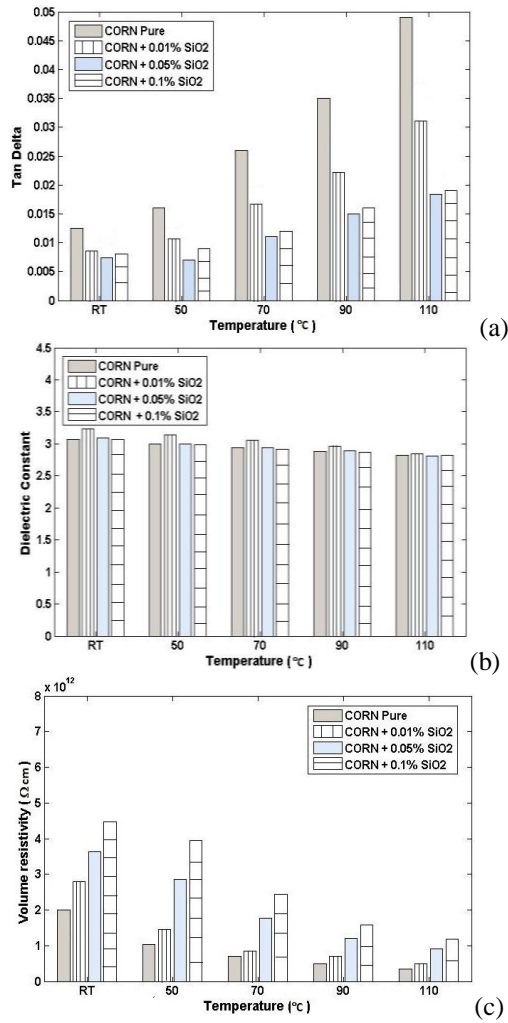 0.05
0.045
0.04
0.035
0.03
0.025
0.02
0.015
0.01
0.005
0
Tan Delta
CORN Pure
CORN + 0.01% SiO2
CORN + 0.05% SiO2
CORN + 0.1% SiO2
RT 50 70 90 110
Temperature (°C)
(a)
4.5
4
3.5
3
2.5
2
1.5
1
0.5
0
Dielectric Constant
CORN Pure
CORN + 0.01% SiO2
CORN + 0.05% SiO2
CORN + 0.1% SiO2
RT 50 70 90 110
Temperature (°C)
(b)
x 10^12
8
7
6
5
4
3
2
1
0
Volume resistivity (Ω cm)
CORN Pure
CORN + 0.01% SiO2
CORN + 0.05% SiO2
CORN + 0.1% SiO2
RT 50 70 90 110
Temperature (°C)
(c)